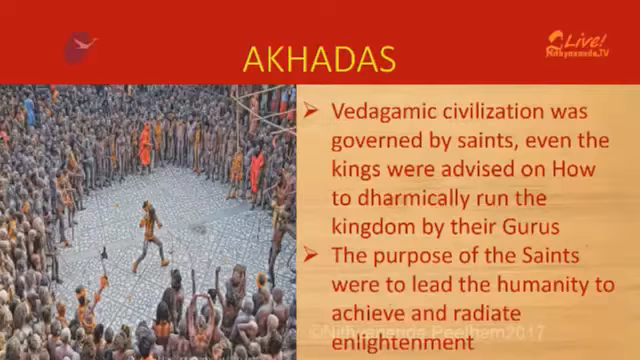 AKHADAS
Live!
Nithyananda.TV
➢ Vedagamic civilization was
governed by saints, even the
kings were advised on How
to dharmically run the
kingdom by their Gurus
➢ The purpose of the Saints
were to lead the humanity to
achieve and radiate
enlightenment
©Nithyananda Peetham2017